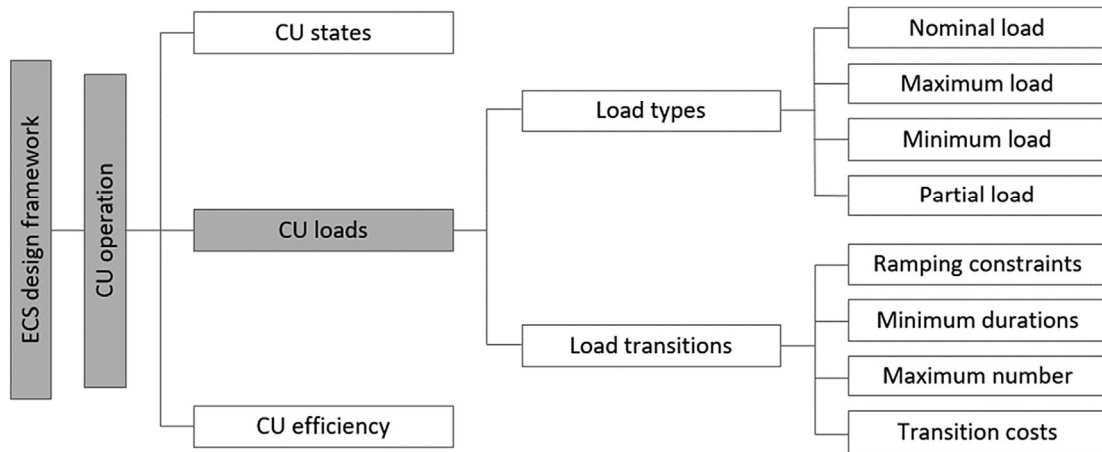 ECS design framework
CU operation
CU states
CU loads
CU efficiency
Load types
Load transitions
Nominal load
Maximum load
Minimum load
Partial load
Ramping constraints
Minimum durations
Maximum number
Transition costs